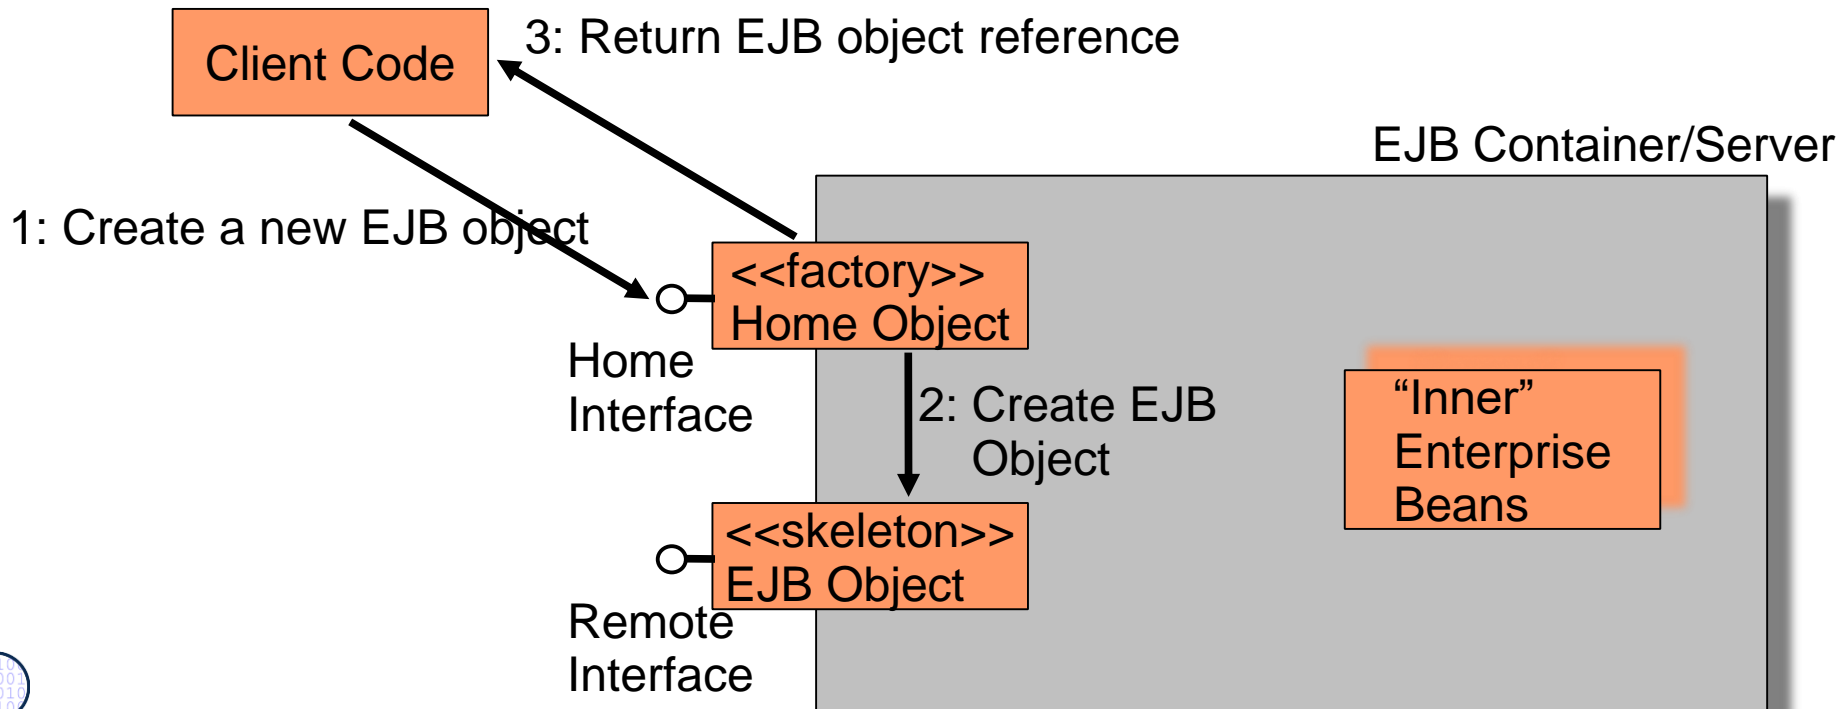 3: Return EJB object reference
Client Code
EJB Container/Server
1: Create a new EJB object
<<factory>>
Home Object
Home
Interface
2: Create EJB
Object
“Inner”
Enterprise
Beans
<<skeleton>>
EJB Object
Remote
Interface